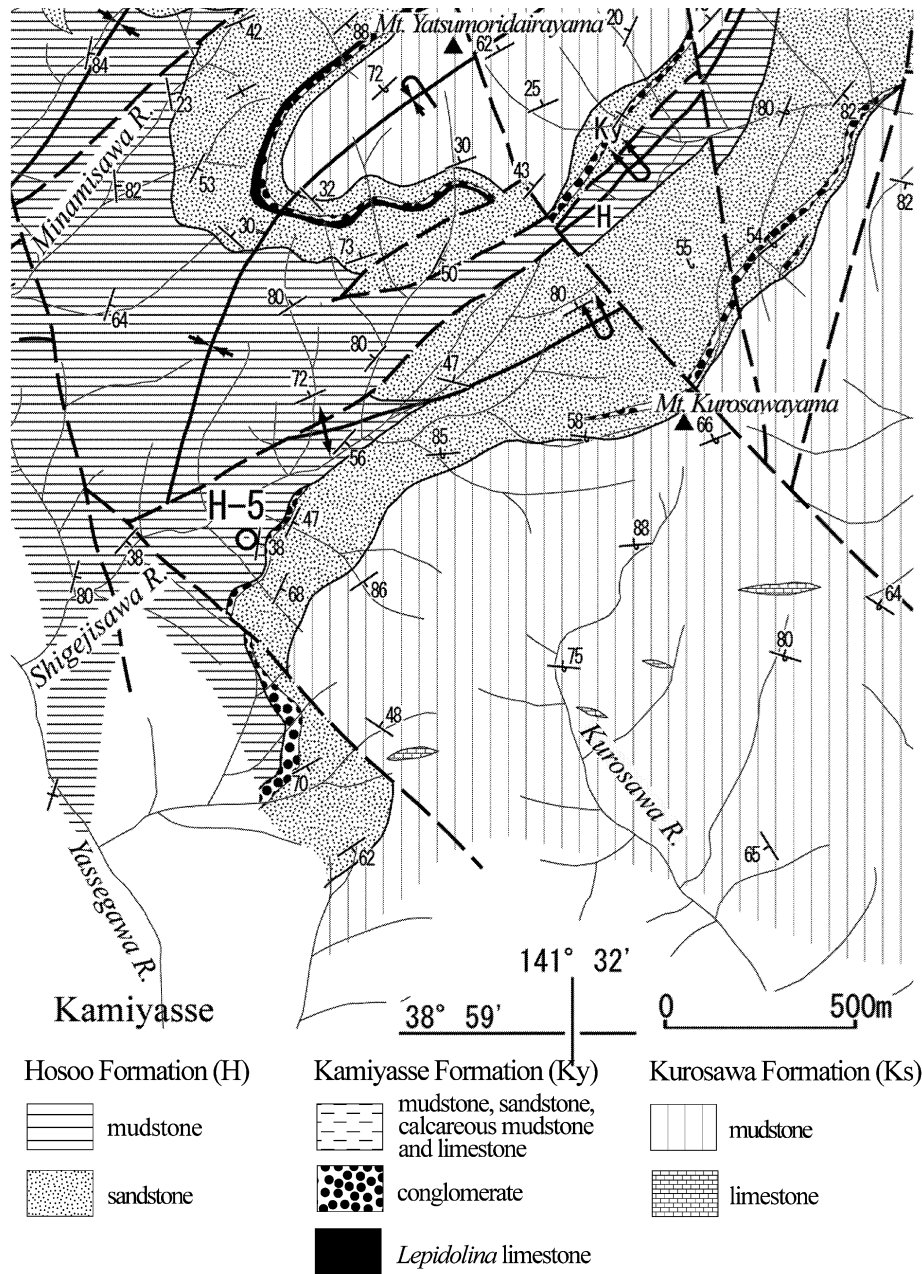 42
88
Mt. Yatsumoridairayama
62
20
84
72
25
80
82
23
Ky
Minamisawa R.
53
32
30
43
82
82
30
H
73
55
54
50
80
80
64
80
47
72
Mt. Kurosawayama
58
66
56
85
H-5
47
88
38
38
86
80
68
64
Shigejisawa R.
75
80
48
Kurosawa R.
70
65
62
Yassegawa R.
141° 32'
Kamiyasse
38° 59'
0 500m
Hosoo Formation (H)
mudstone
sandstone
Kamiyasse Formation (Ky)
mudstone, sandstone,
calcareous mudstone
and limestone
conglomerate
Lepidolina limestone
Kurosawa Formation (Ks)
mudstone
limestone